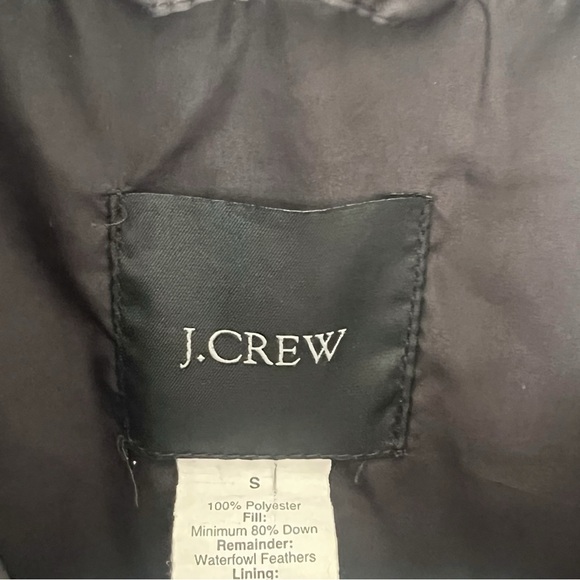 J.CREW
S
100% Polyester
Fill:
Minimum 80% Down
Remainder:
Waterfowl Feathers
Lining: